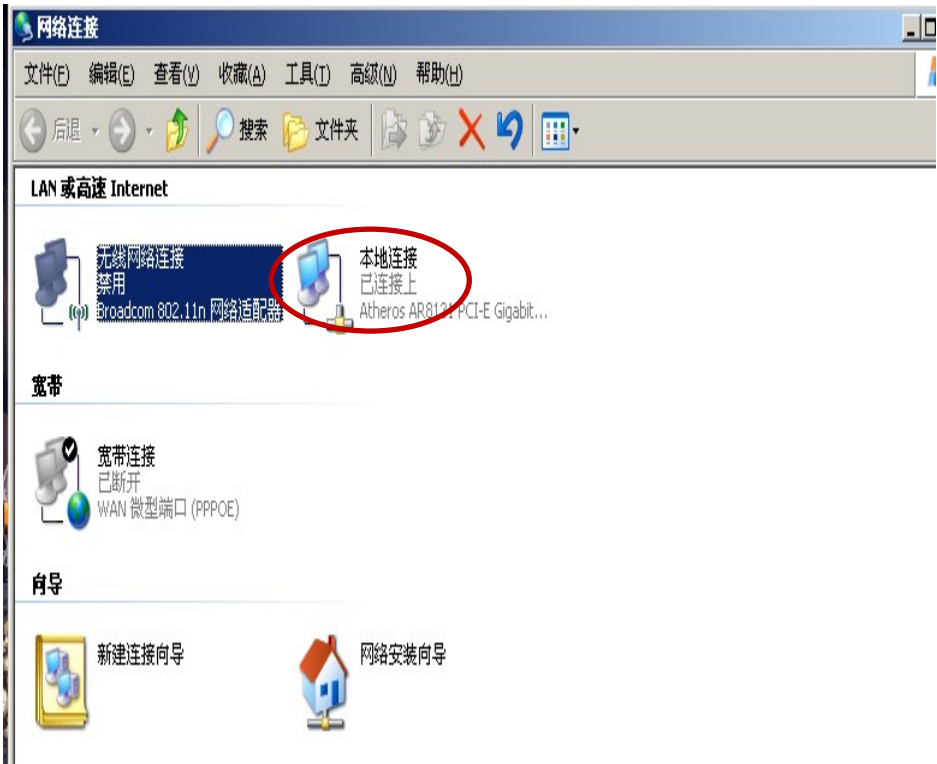 网络连接
文件(F) 编辑(E) 查看(V) 收藏(A) 工具(T) 高级(N) 帮助(H)
后退 搜索 文件夹
LAN 或高速 Internet
无线网络连接
禁用
Broadcom 802.11n 网络适配器
本地连接
已连接上
Atheros AR8131 PCI-E Gigabit...
宽带
宽带连接
已断开
WAN 微型端口 (PPPOE)
向导
新建连接向导
网络安装向导